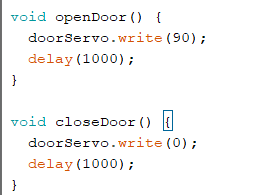 void openDoor() {
  doorServo.write(90);
  delay(1000);
}

void closeDoor() {
  doorServo.write(0);
  delay(1000);
}